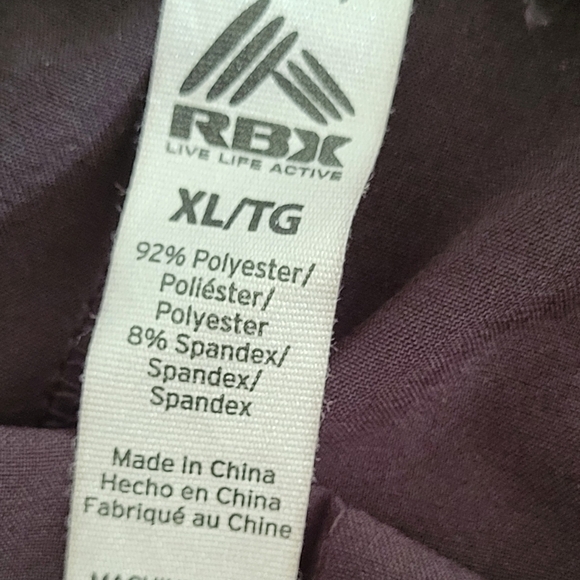 RBX
LIVE LIFE ACTIVE
XL/TG
92% Polyester/
Poliéster/
Polyester
8% Spandex/
Spandex/
Spandex
Made in China
Hecho en China
Fabriqué au Chine